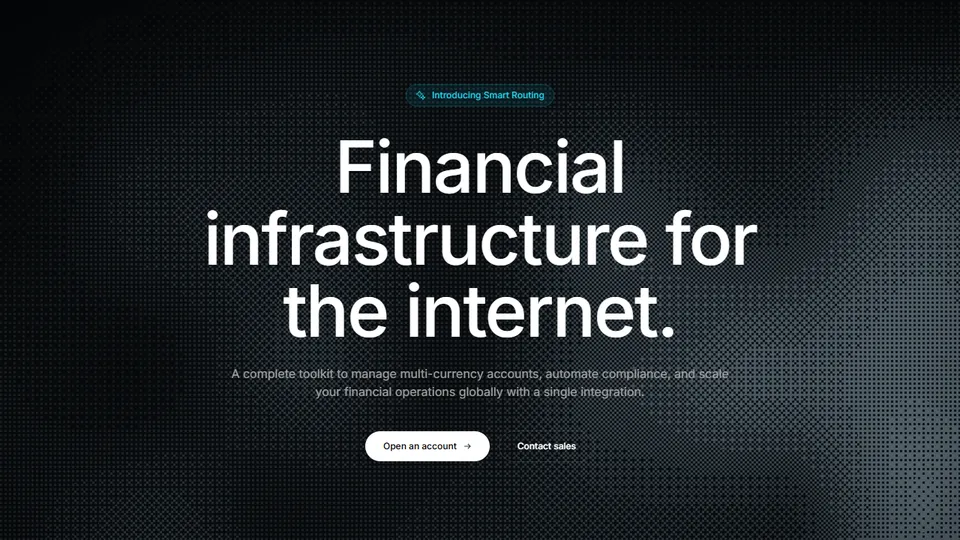 Introducing Smart Routing
Financial
infrastructure for
the internet.
A complete toolkit to manage multi-currency accounts, automate compliance, and scale
your financial operations globally with a single integration.
Open an account →
Contact sales